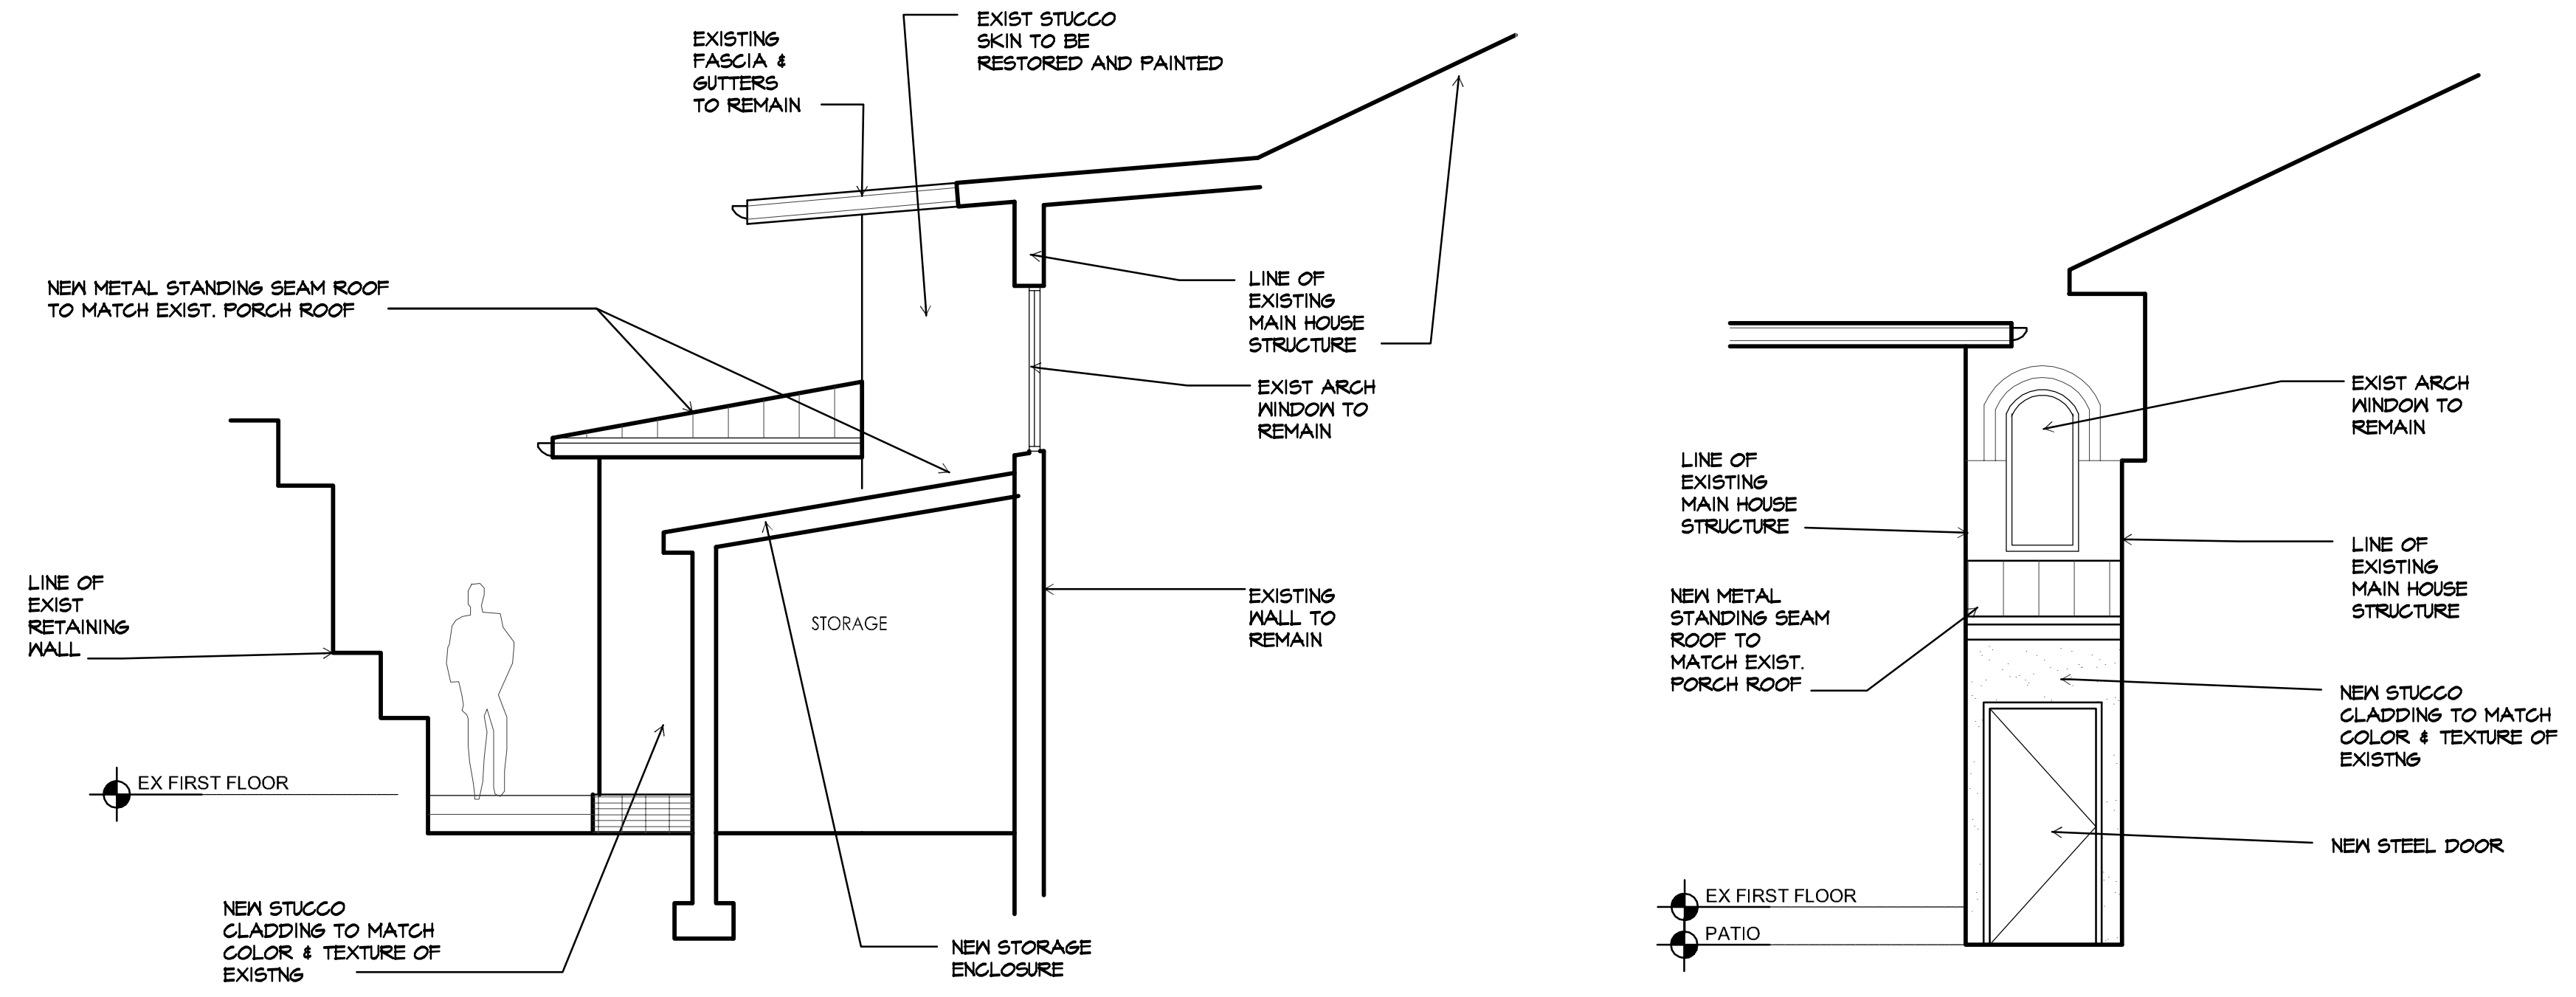 EXISTING
FASCIA &
GUTTERS
TO REMAIN
EXIST STUCCO
SKIN TO BE
RESTORED AND PAINTED
NEW METAL STANDING SEAM ROOF
TO MATCH EXIST. PORCH ROOF
LINE OF
EXISTING
MAIN HOUSE
STRUCTURE
EXIST ARCH
WINDOW TO
REMAIN
LINE OF
EXIST
RETAINING
WALL
STORAGE
EXISTING
WALL TO
REMAIN
EX FIRST FLOOR
NEW STUCCO
CLADDING TO MATCH
COLOR & TEXTURE OF
EXISTNG
NEW STORAGE
ENCLOSURE
EXIST ARCH
WINDOW TO
REMAIN
LINE OF
EXISTING
MAIN HOUSE
STRUCTURE
LINE OF
EXISTING
MAIN HOUSE
STRUCTURE
NEW METAL
STANDING SEAM
ROOF TO
MATCH EXIST.
PORCH ROOF
NEW STUCCO
CLADDING TO MATCH
COLOR & TEXTURE OF
EXISTNG
NEW STEEL DOOR
EX FIRST FLOOR
PATIO